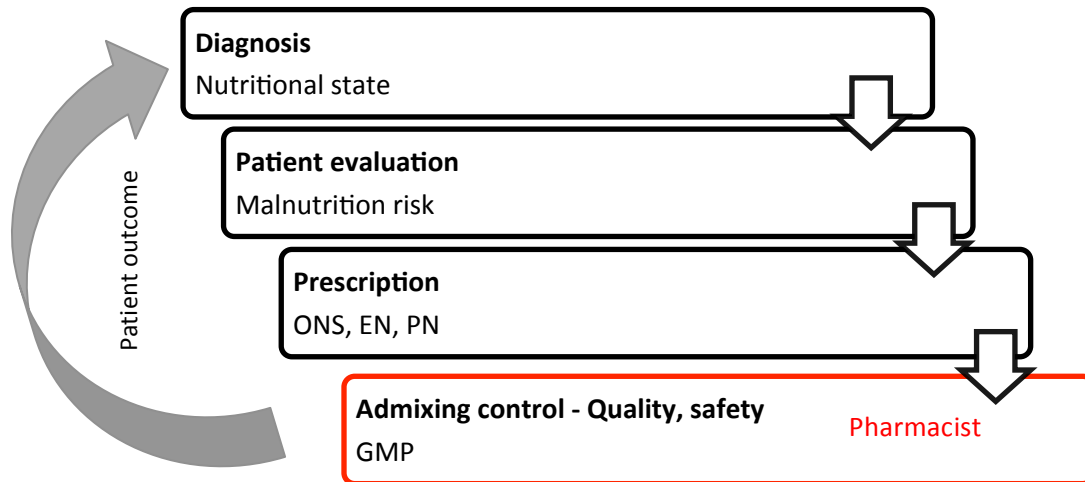 Diagnosis
Nutritional state
Patient evaluation
Malnutrition risk
Patient outcome
Prescription
ONS, EN, PN
Admixing control - Quality, safety
Pharmacist
GMP